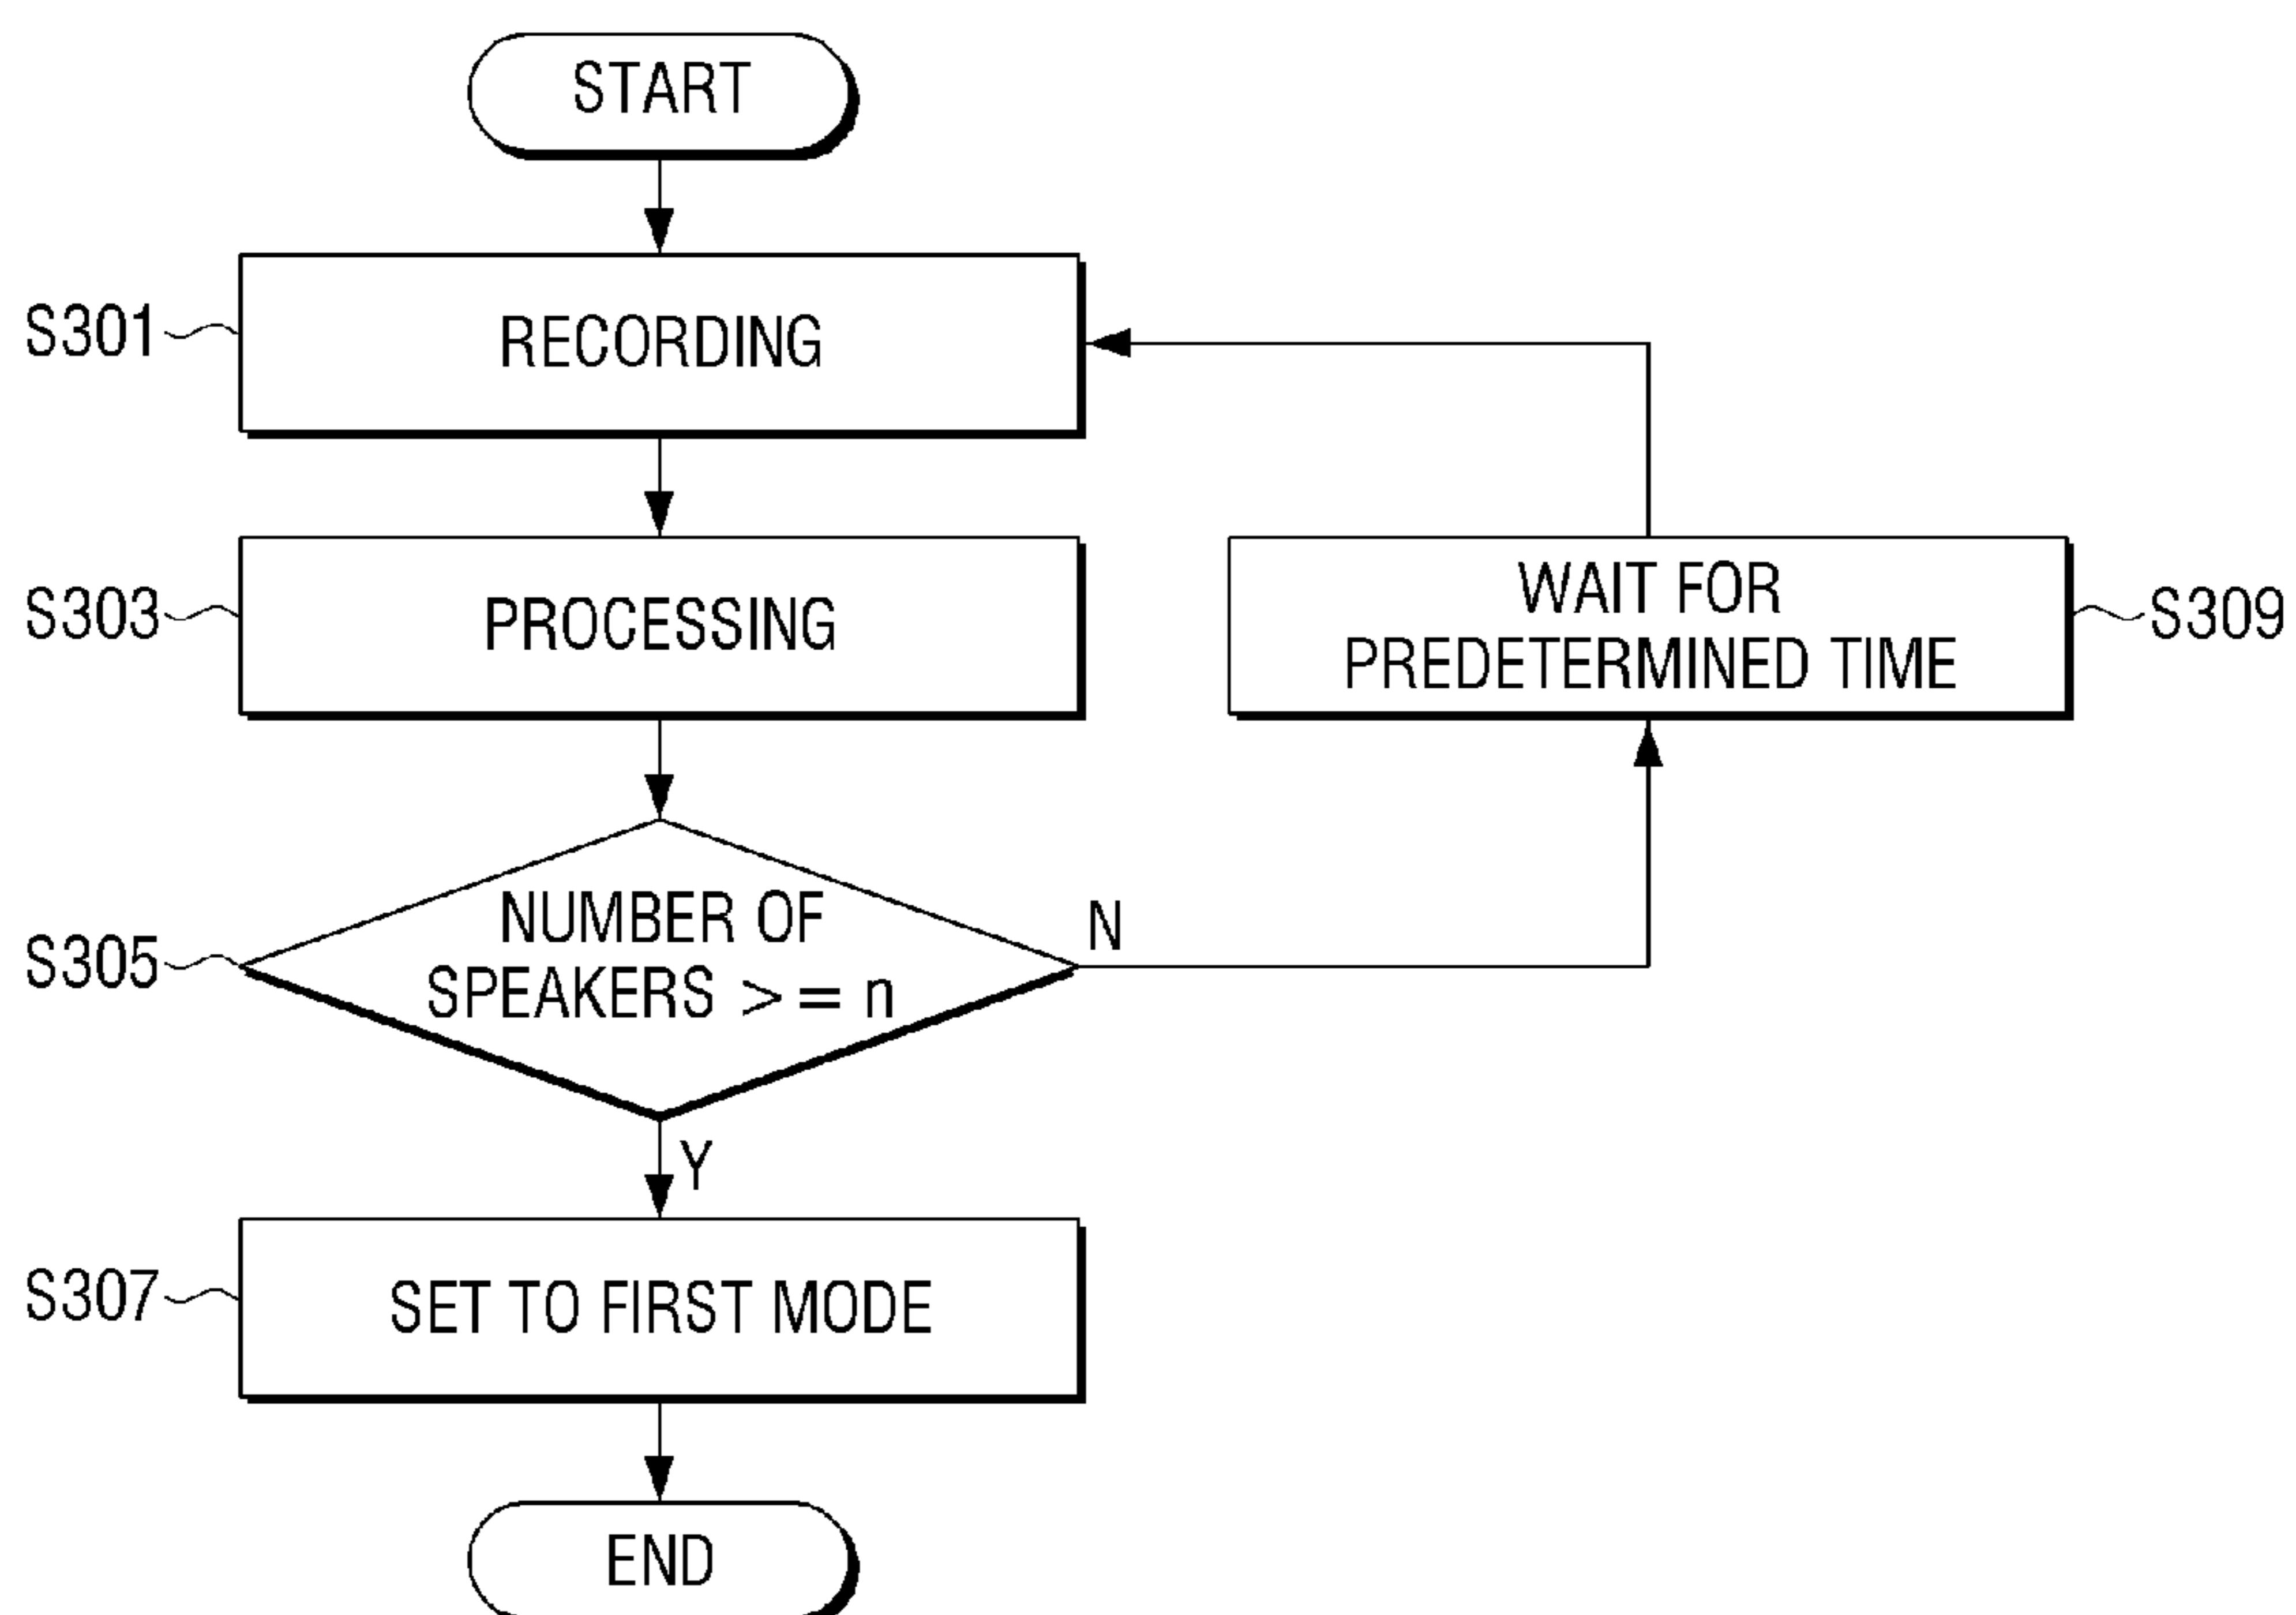 START
S301
RECORDING
S303
PROCESSING
WAIT FOR
PREDETERMINED TIME
S309
S305
NUMBER OF
SPEAKERS >= n
N
Y
S307
SET TO FIRST MODE
END